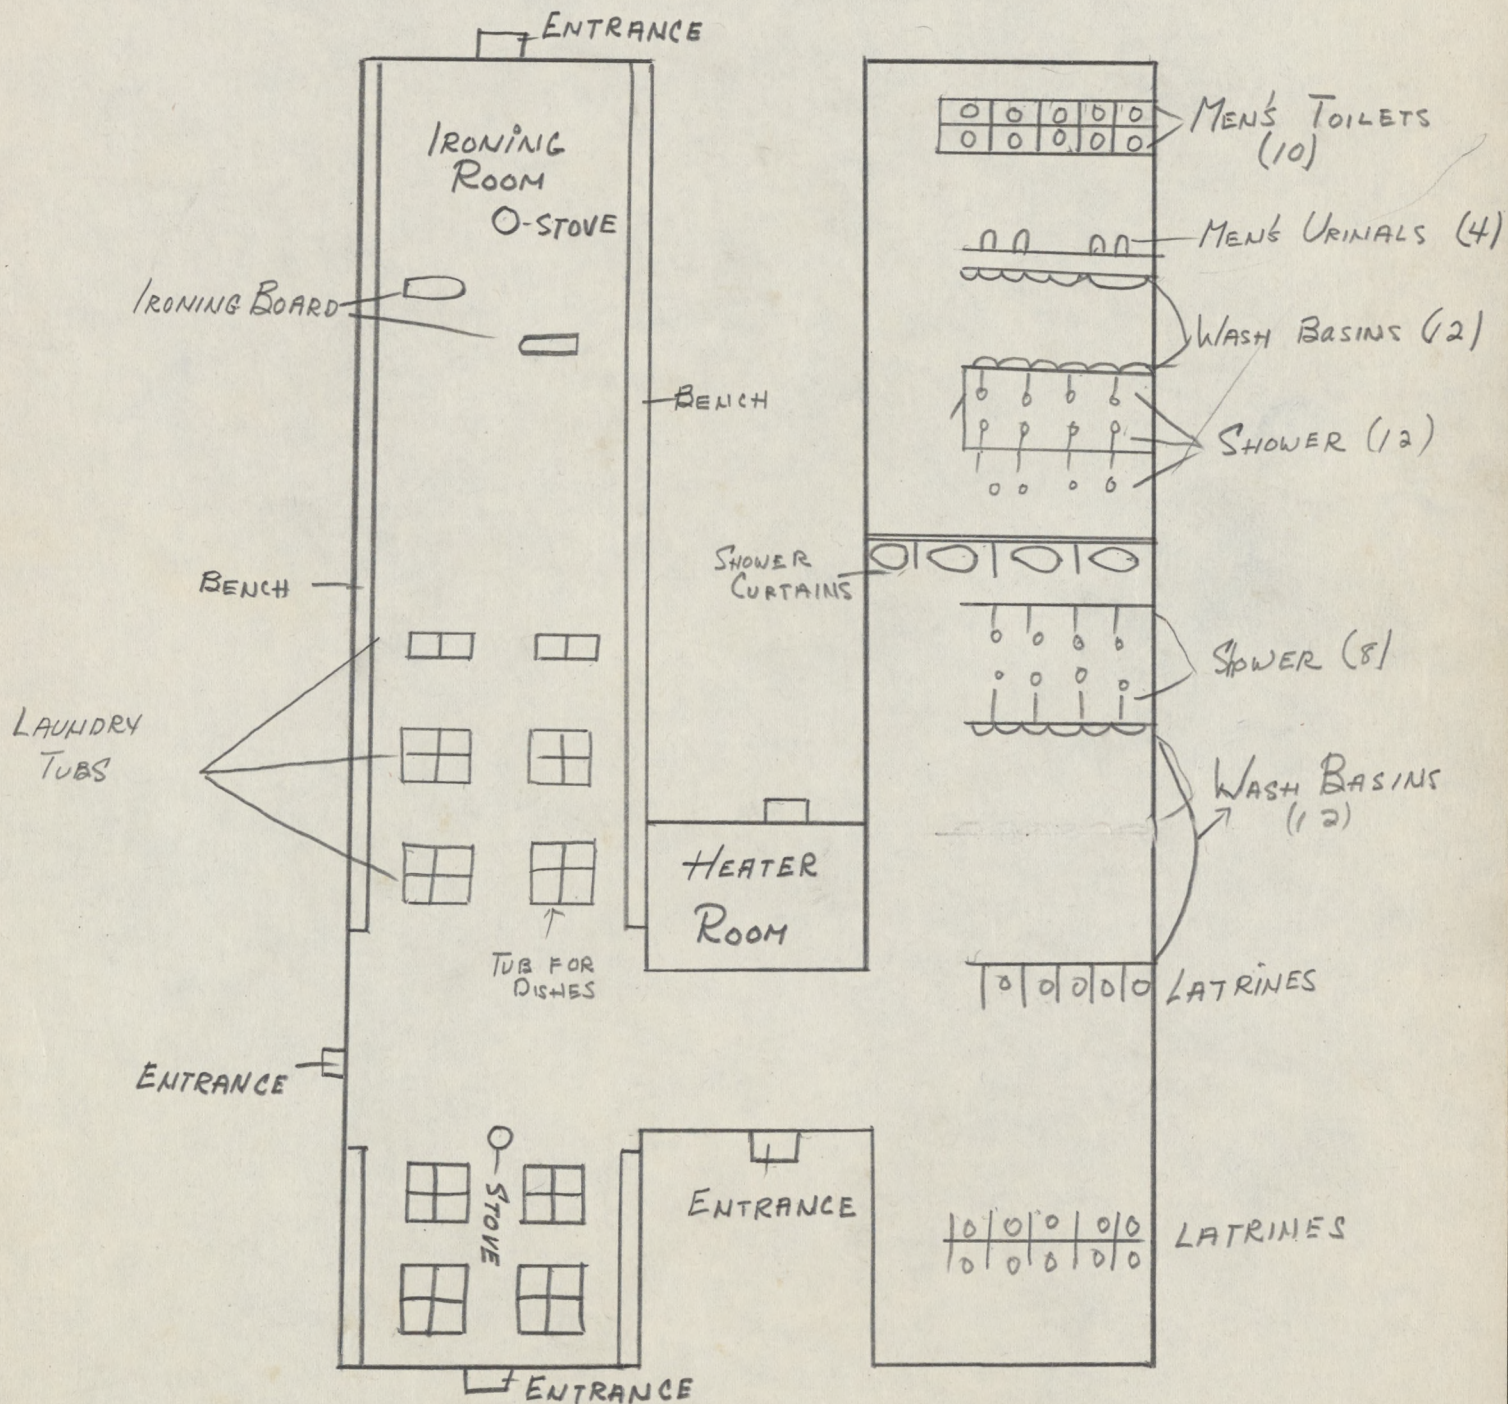 ENTRANCE
IRONING
ROOM
STOVE
IRONING BOARD
BENCH
BENCH
LAUNDRY
TUBS
TUB FOR
DISHES
HEATER
ROOM
ENTRANCE
STOVE
ENTRANCE
ENTRANCE
MEN'S TOILETS
(10)
MEN'S URINALS (4)
WASH BASINS (12)
SHOWER (12)
SHOWER
CURTAINS
SHOWER (8)
WASH BASINS
(12)
LATRINES
LATRINES